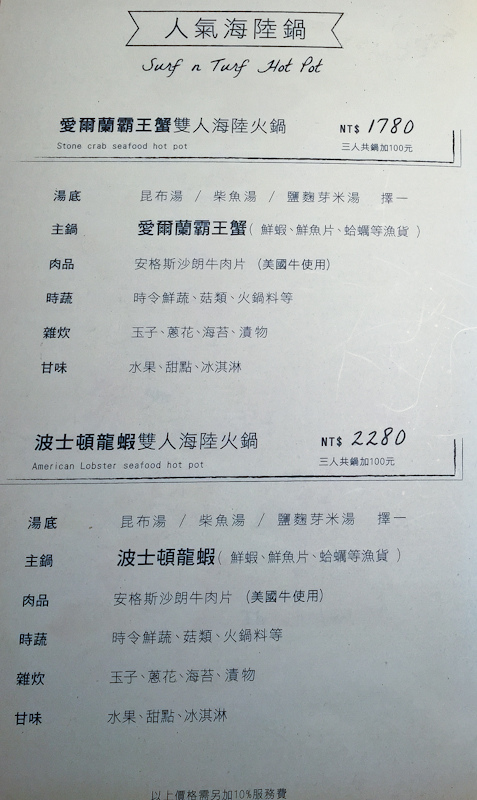 人氣海陸鍋
Surf n Turf Hot Pot
愛爾蘭霸王蟹雙人海陸火鍋 NT$ 1780
Stone crab seafood hot pot 三人共鍋加100元
湯底 昆布湯 / 柴魚湯 / 鹽麴芽米湯 擇一
主鍋 愛爾蘭霸王蟹( 鮮蝦、鮮魚片、蛤蠣等漁貨 )
肉品 安格斯沙朗牛肉片 (美國牛使用)
時蔬 時令鮮蔬、菇類、火鍋料等
雜炊 玉子、蔥花、海苔、漬物
甘味 水果、甜點、冰淇淋
波士頓龍蝦雙人海陸火鍋 NT$ 2280
American Lobster seafood hot pot 三人共鍋加100元
湯底 昆布湯 / 柴魚湯 / 鹽麴芽米湯 擇一
主鍋 波士頓龍蝦( 鮮蝦、鮮魚片、蛤蠣等漁貨 )
肉品 安格斯沙朗牛肉片 (美國牛使用)
時蔬 時令鮮蔬、菇類、火鍋料等
雜炊 玉子、蔥花、海苔、漬物
甘味 水果、甜點、冰淇淋
以上價格需另加10%服務費